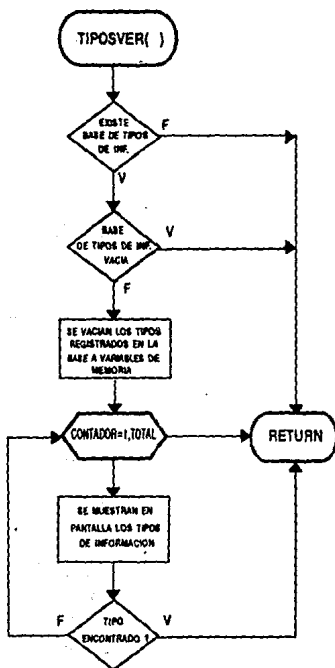 TIPOSVER( )
EXISTE
BASE DE TIPOS
DE INF.
F
V
BASE
DE TIPOS DE INF.
VACIA
V
F
SE VACIAN LOS TIPOS
REGISTRADOS EN LA
BASE A VARIABLES DE
MEMORIA
CONTADOR=1,TOTAL
RETURN
SE MUESTRAN EN
PANTALLA LOS TIPOS
DE INFORMACION
F
TIPO
ENCONTRADO ?
V